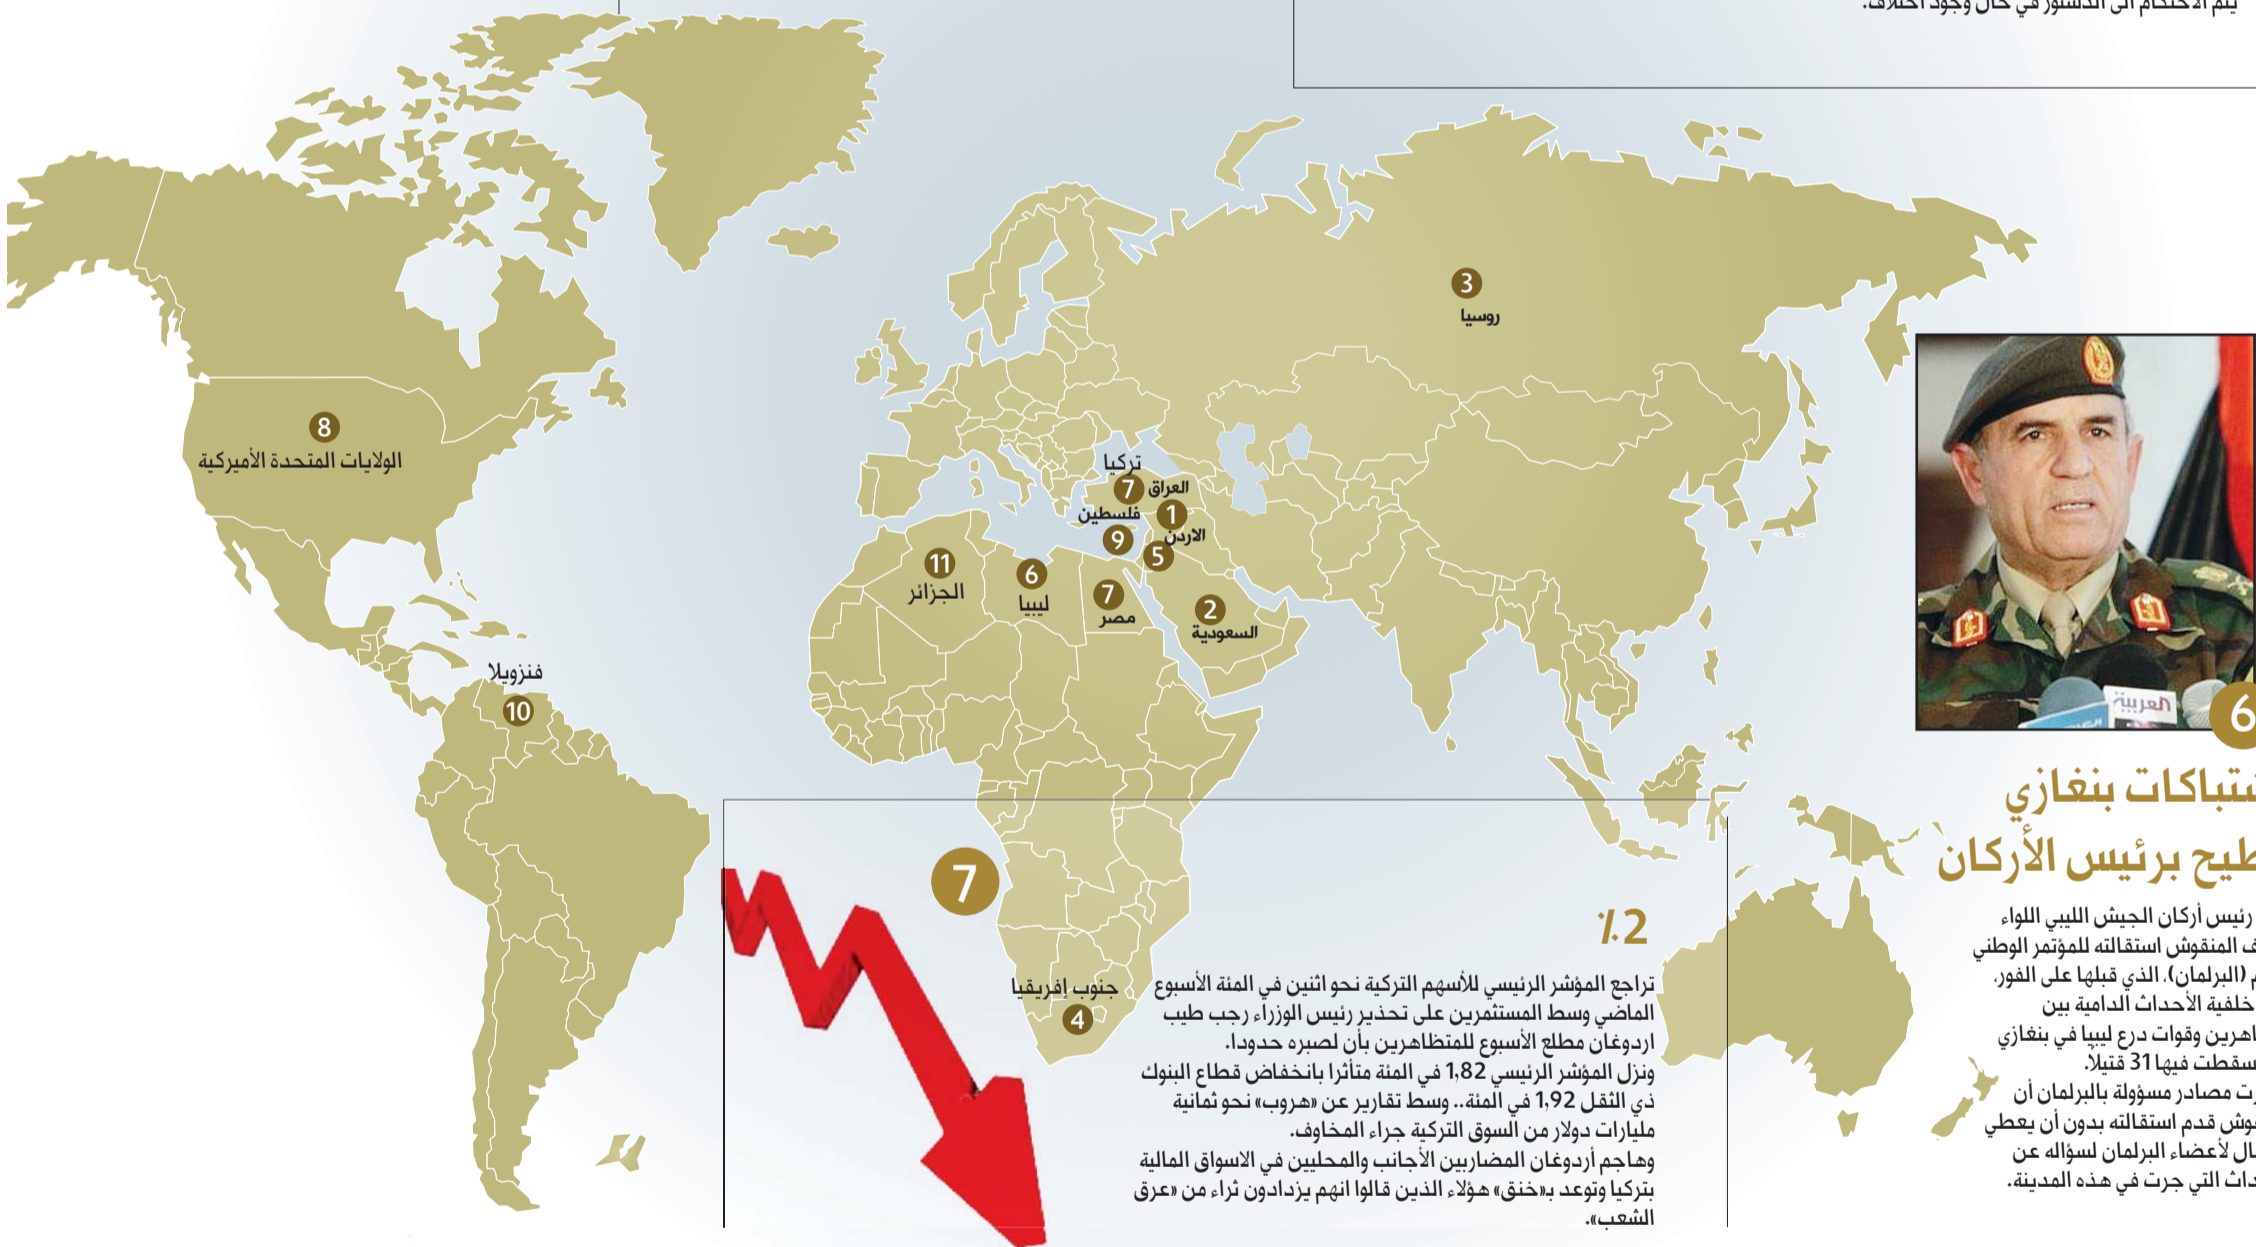 يتم الاحتكام الى الدستور في حال وجود اختلاف.
3
روسيا
8
الولايات المتحدة الأميركية
تركيا
7
العراق
1
فلسطين
9
الاردن
5
11
الجزائر
6
ليبيا
7
مصر
2
السعودية
فنزويلا
10
جنوب إفريقيا
4
العربية
6
بنغازي
برئيس الأركان
رئيس أركان الجيش الليبي اللواء
المنقوش استقالته للمؤتمر الوطني
(البرلمان)، الذي قبلها على الفور،
خلفية الأحداث الدامية بين
وقوات درع ليبيا في بنغازي
سقطت فيها 31 قتيلاً.
مصادر مسؤولة بالبرلمان أن
قدم استقالته بدون أن يعطي
لأعضاء البرلمان لسؤاله عن
التي جرت في هذه المدينة.
7
٪2
تراجع المؤشر الرئيسي للأسهم التركية نحو اثنين في المئة الأسبوع
الماضي وسط المستثمرين على تحذير رئيس الوزراء رجب طيب
اردوغان مطلع الأسبوع للمتظاهرين بأن لصبره حدودا.
ونزل المؤشر الرئيسي 1,82 في المئة متأثرا بانخفاض قطاع البنوك
ذي الثقل 1,92 في المئة.. وسط تقارير عن «هروب» نحو ثمانية
مليارات دولار من السوق التركية جراء المخاوف.
وهاجم أردوغان المضاربين الأجانب والمحليين في الاسواق المالية
بتركيا وتوعد بـ«خنق» هؤلاء الذين قالوا انهم يزدادون ثراء من «عرق
الشعب».